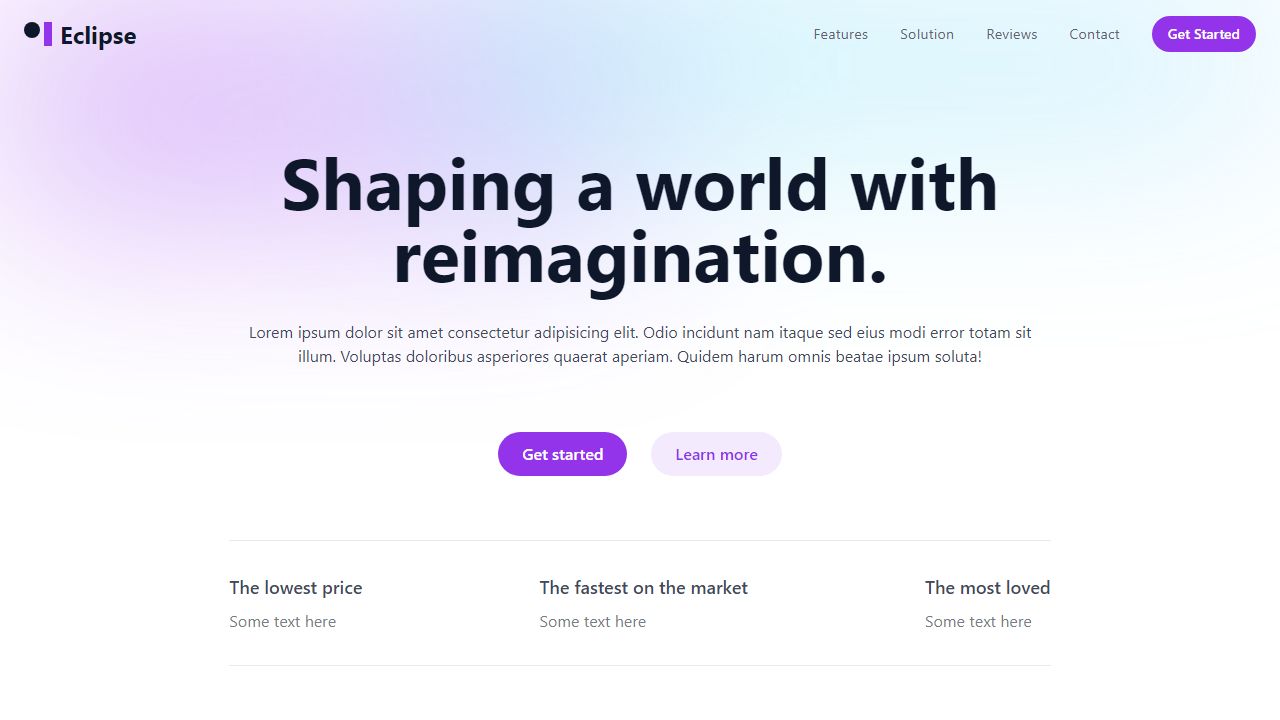 Eclipse
Features
Solution
Reviews
Contact
Get Started
Shaping a world with
reimagination.
Lorem ipsum dolor sit amet consectetur adipisicing elit. Odio incidunt nam itaque sed eius modi error totam sit
illum. Voluptas doloribus asperiores quaerat aperiam. Quidem harum omnis beatae ipsum soluta!
Get started
Learn more
The lowest price
Some text here
The fastest on the market
Some text here
The most loved
Some text here